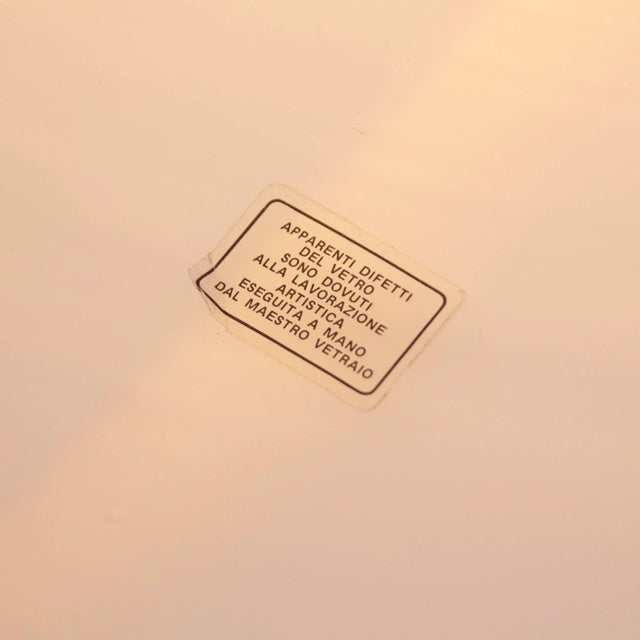 APPARENTI DIFETTI
DEL VETRO
SONO DOVUTI
ALLA LAVORAZIONE
ARTISTICA
ESEGUITA A MANO
DAL MAESTRO VETRAIO